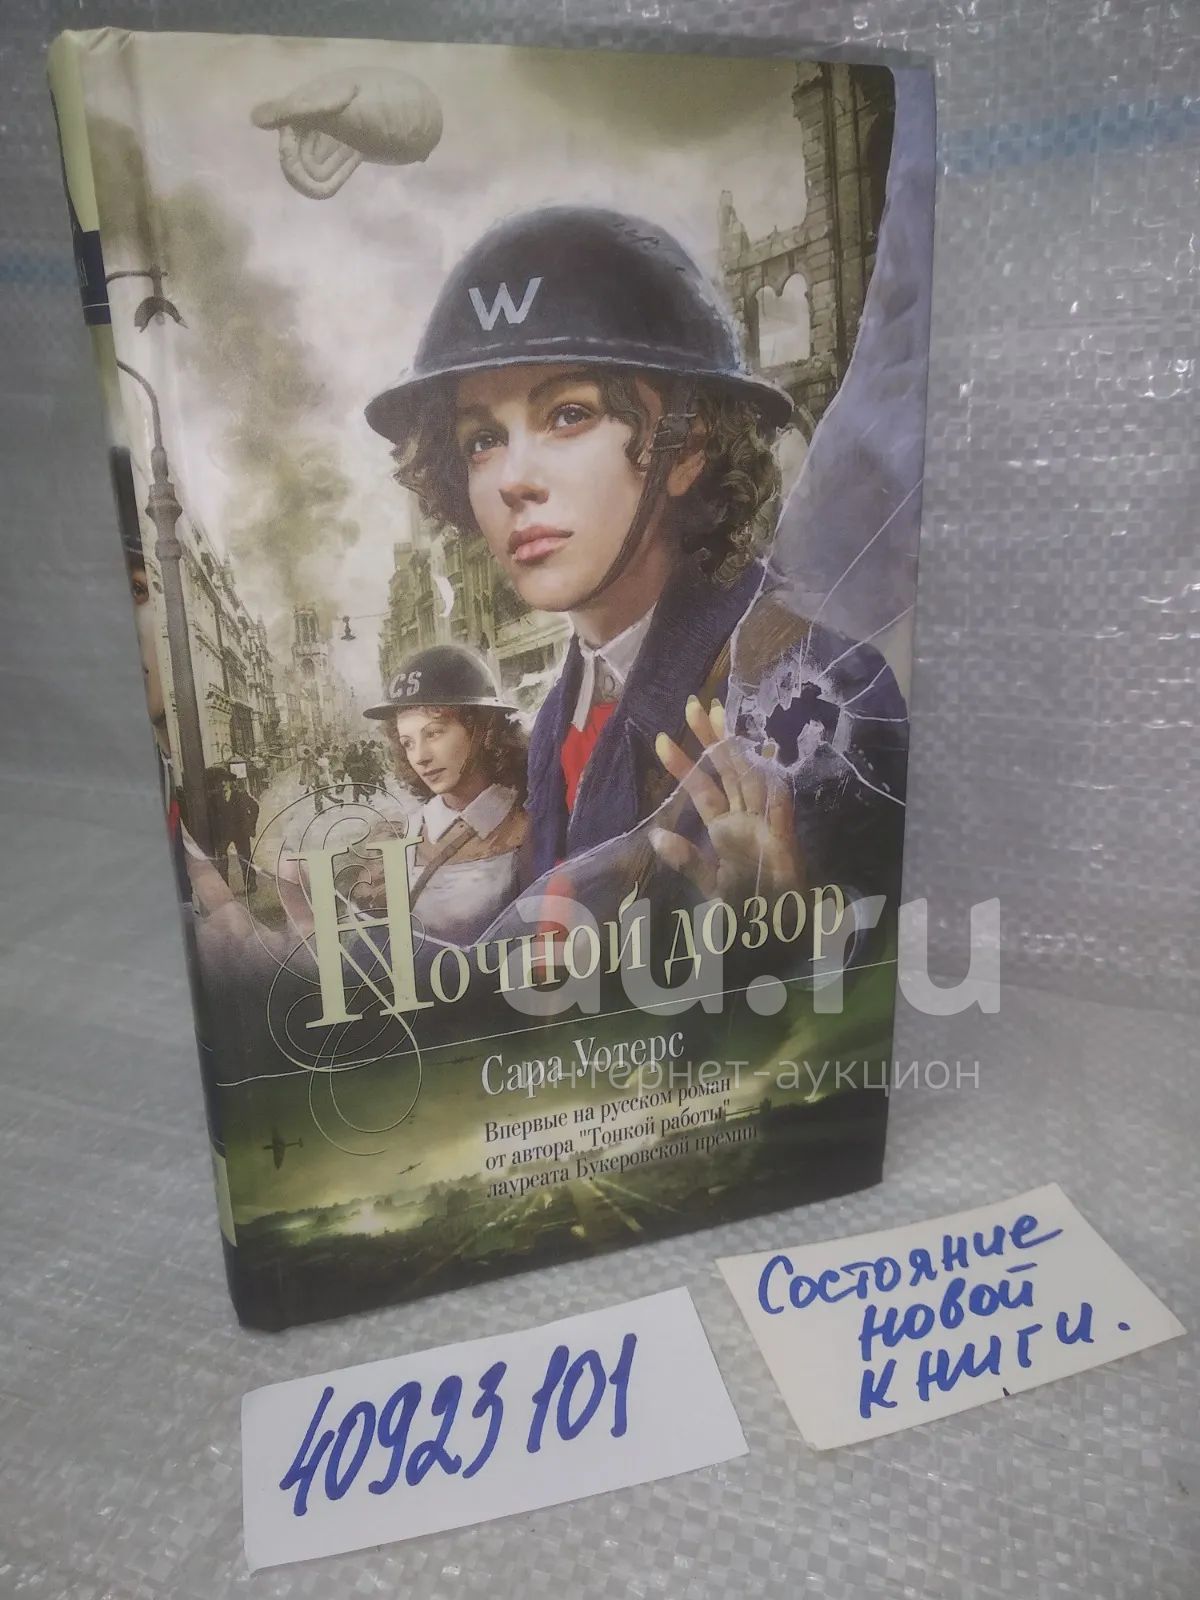 W
CS
Ночной дозор
Сара Уотерс
Впервые на русском роман
от автора "Тонкой работы"
лауреата Букеровской премии
au.ru
интернет-аукцион
40923101
Состояние
новой
книги.